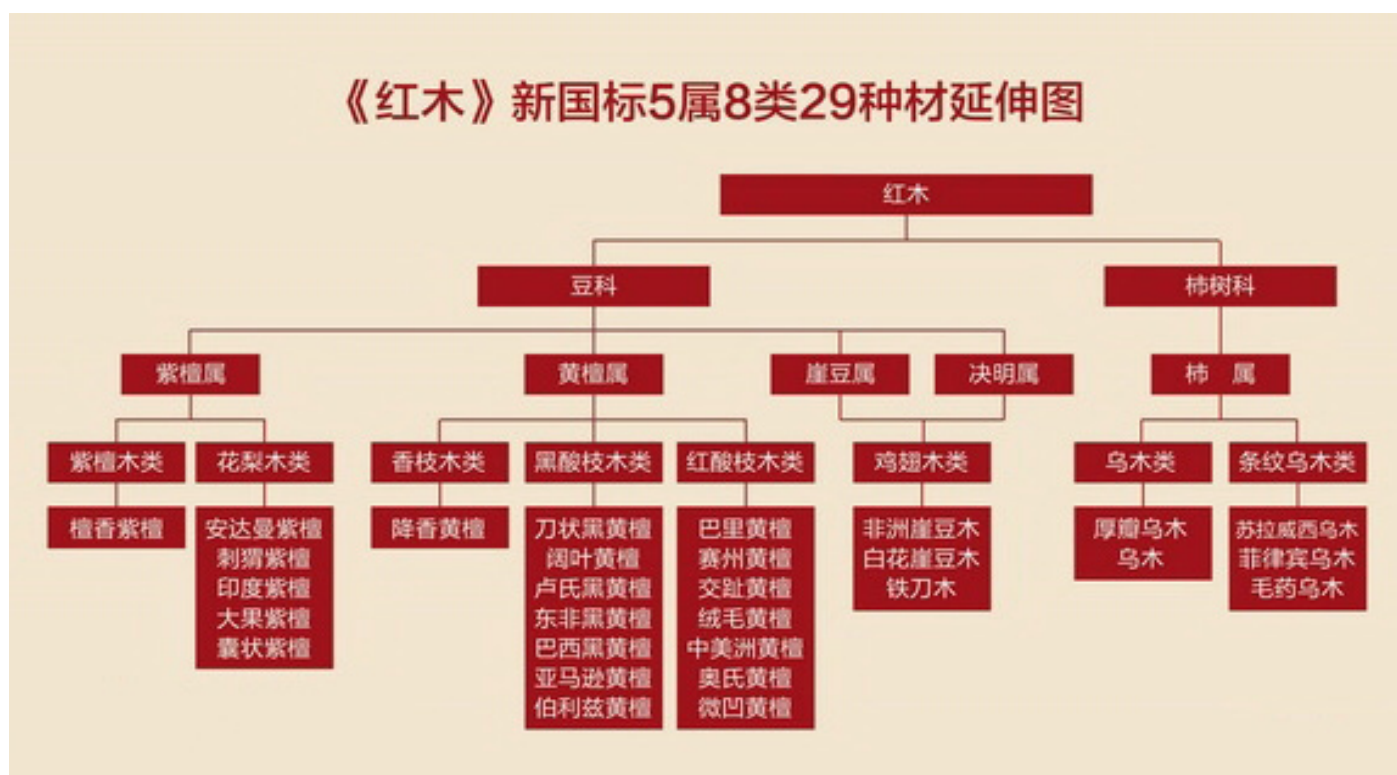 《红木》新国标5属8类29种材延伸图
红木
豆科
柿树科
紫檀属
黄檀属
崖豆属
决明属
柿 属
紫檀木类
花梨木类
香枝木类
黑酸枝木类
红酸枝木类
鸡翅木类
乌木类
条纹乌木类
檀香紫檀
安达曼紫檀
刺猬紫檀
印度紫檀
大果紫檀
囊状紫檀
降香黄檀
刀状黑黄檀
阔叶黄檀
卢氏黑黄檀
东非黑黄檀
巴西黑黄檀
亚马逊黄檀
伯利兹黄檀
巴里黄檀
赛州黄檀
交趾黄檀
绒毛黄檀
中美洲黄檀
奥氏黄檀
微凹黄檀
非洲崖豆木
白花崖豆木
铁刀木
厚瓣乌木
乌木
苏拉威西乌木
菲律宾乌木
毛药乌木